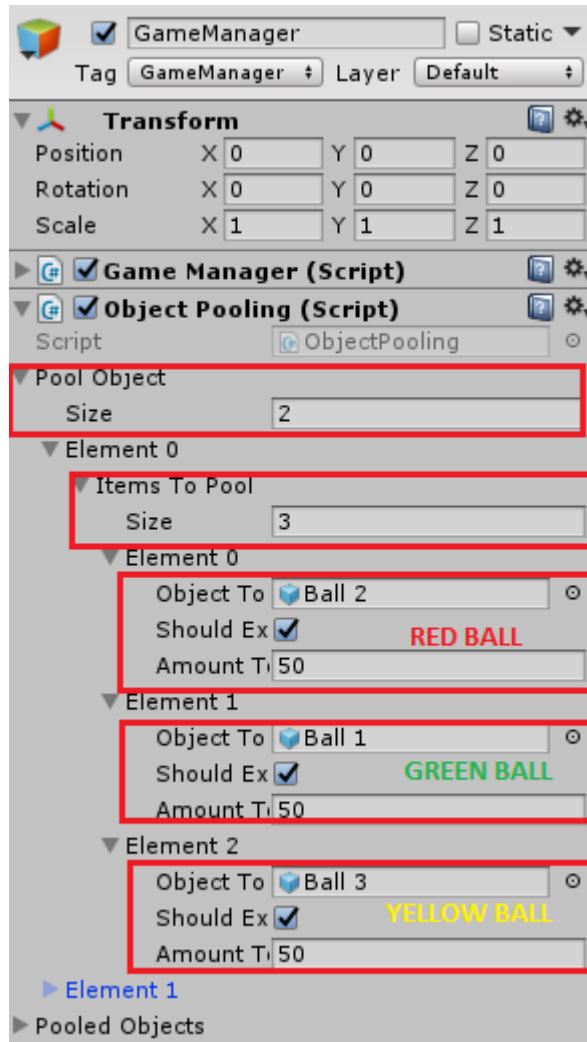 GameManager Static
Tag GameManager Layer Default
Transform
Position X 0 Y 0 Z 0
Rotation X 0 Y 0 Z 0
Scale X 1 Y 1 Z 1
Game Manager (Script)
Object Pooling (Script)
Script ObjectPooling
Pool Object
Size 2
Element 0
Items To Pool
Size 3
Element 0
Object To Ball 2
Should Ex RED BALL
Amount T 50
Element 1
Object To Ball 1
Should Ex GREEN BALL
Amount T 50
Element 2
Object To Ball 3
Should Ex YELLOW BALL
Amount T 50
Element 1
Pooled Objects